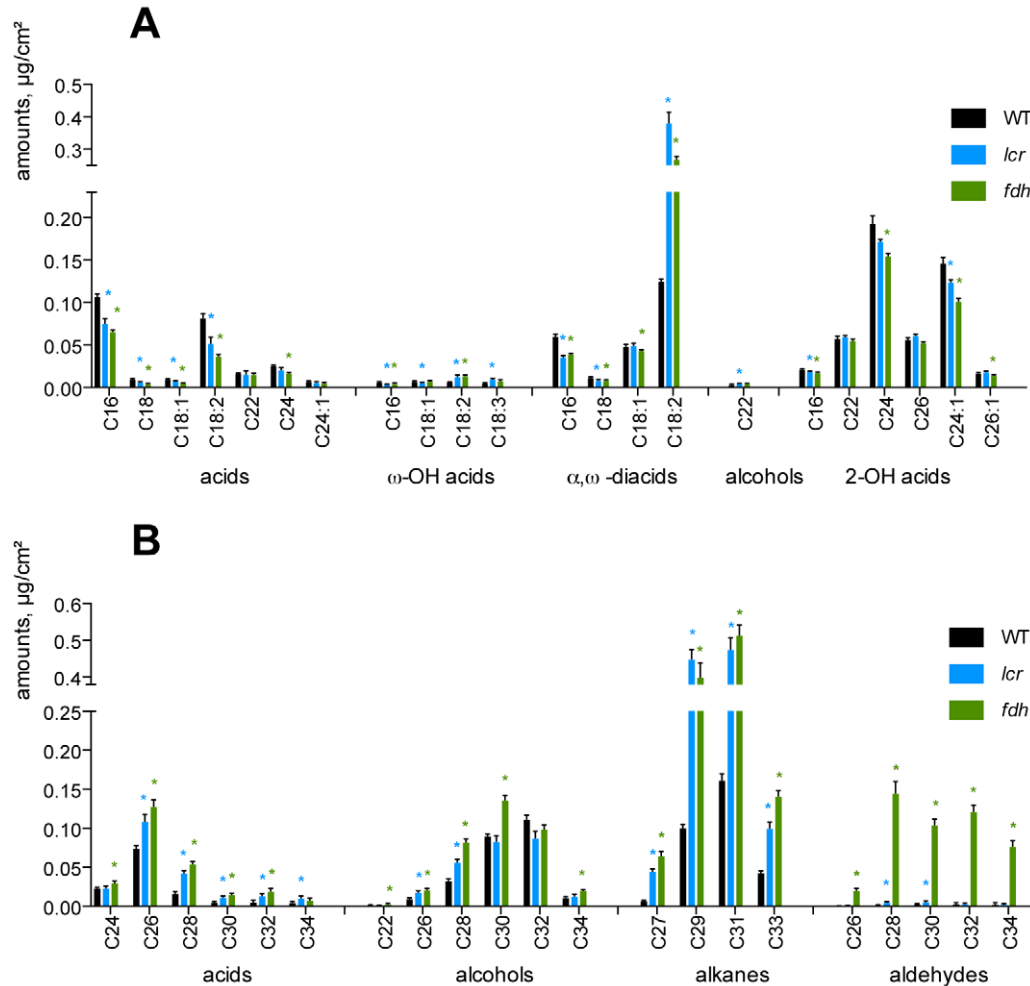 A
amounts, µg/cm²
0.5
0.4
0.3
0.20
0.15
0.10
0.05
0.00
WT
lcr
fdh
* * * * * * * * *
* * * * * * *
* * * * * * *
*
* * * * * *
C16 C18 C18:1 C18:2 C22 C24 C24:1 C16 C18:1 C18:2 C18:3 C16 C18 C18:1 C18:2 C22 C16 C22 C24 C26 C24:1 C26:1
acids ω-OH acids α,ω -diacids alcohols 2-OH acids
B
amounts, µg/cm²
0.6
0.5
0.4
0.25
0.20
0.15
0.10
0.05
0.00
WT
lcr
fdh
* * * * * * * * * *
* * * * * * *
* * * * * * * *
* * * * * * *
C24 C26 C28 C30 C32 C34 C22 C26 C28 C30 C32 C34 C27 C29 C31 C33 C26 C28 C30 C32 C34
acids alcohols alkanes aldehydes